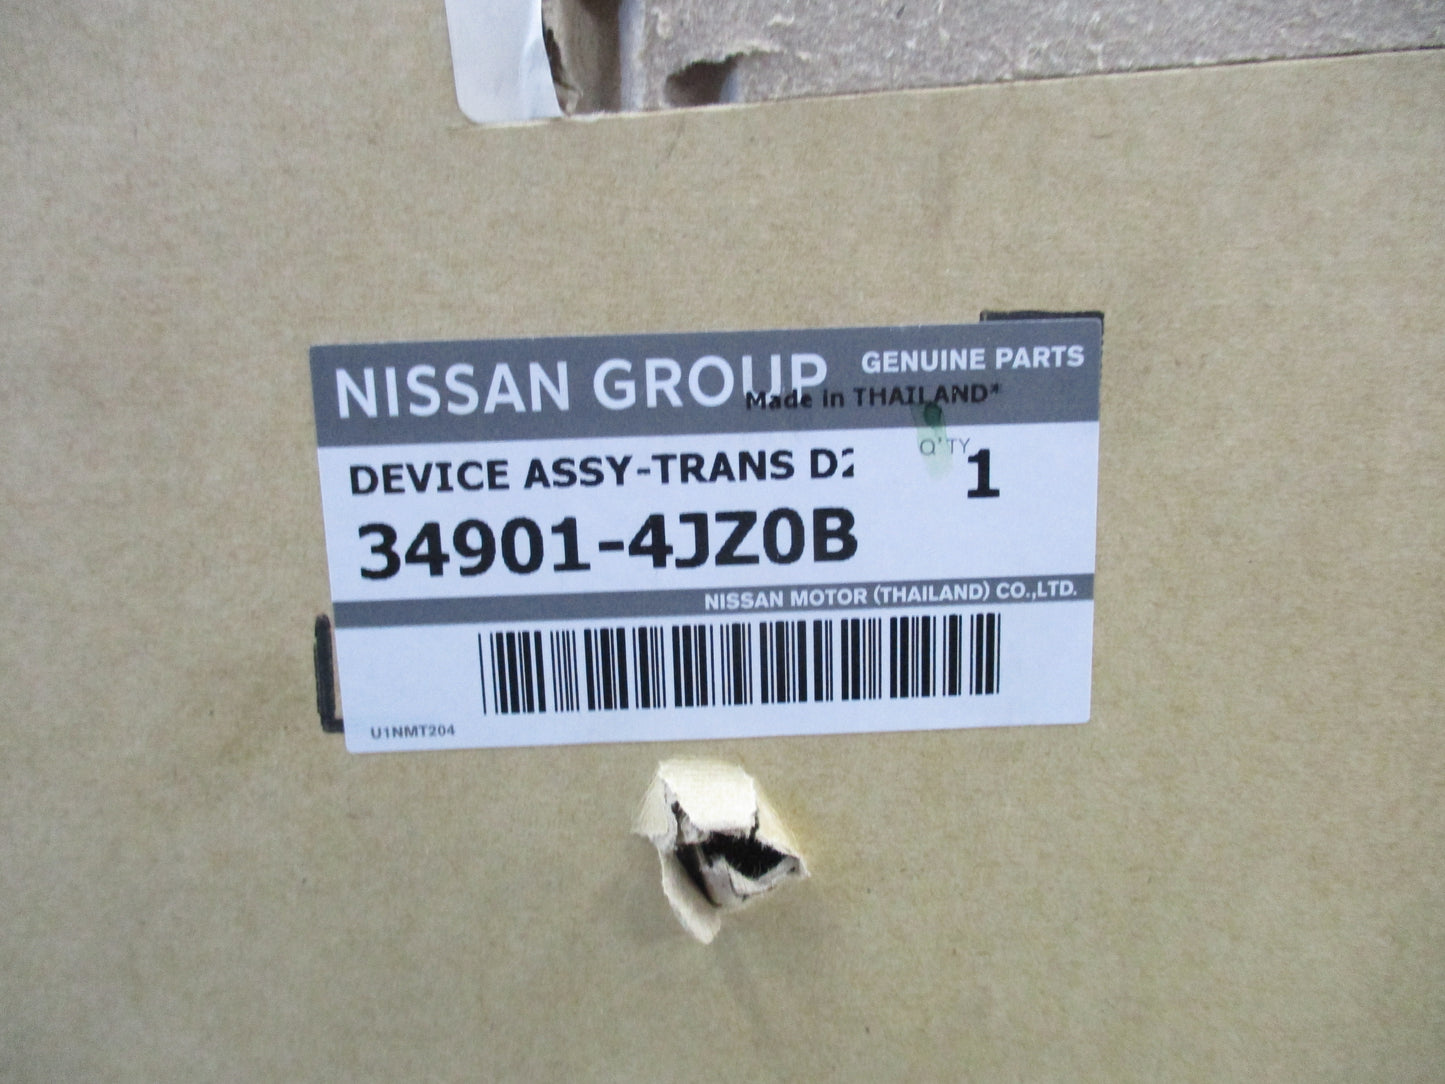 NISSAN GROUP
GENUINE PARTS
Made in THAILAND*
DEVICE ASSY-TRANS D2
Q'TY
1
34901-4JZ0B
NISSAN MOTOR (THAILAND) CO.,LTD.
U1NMT204